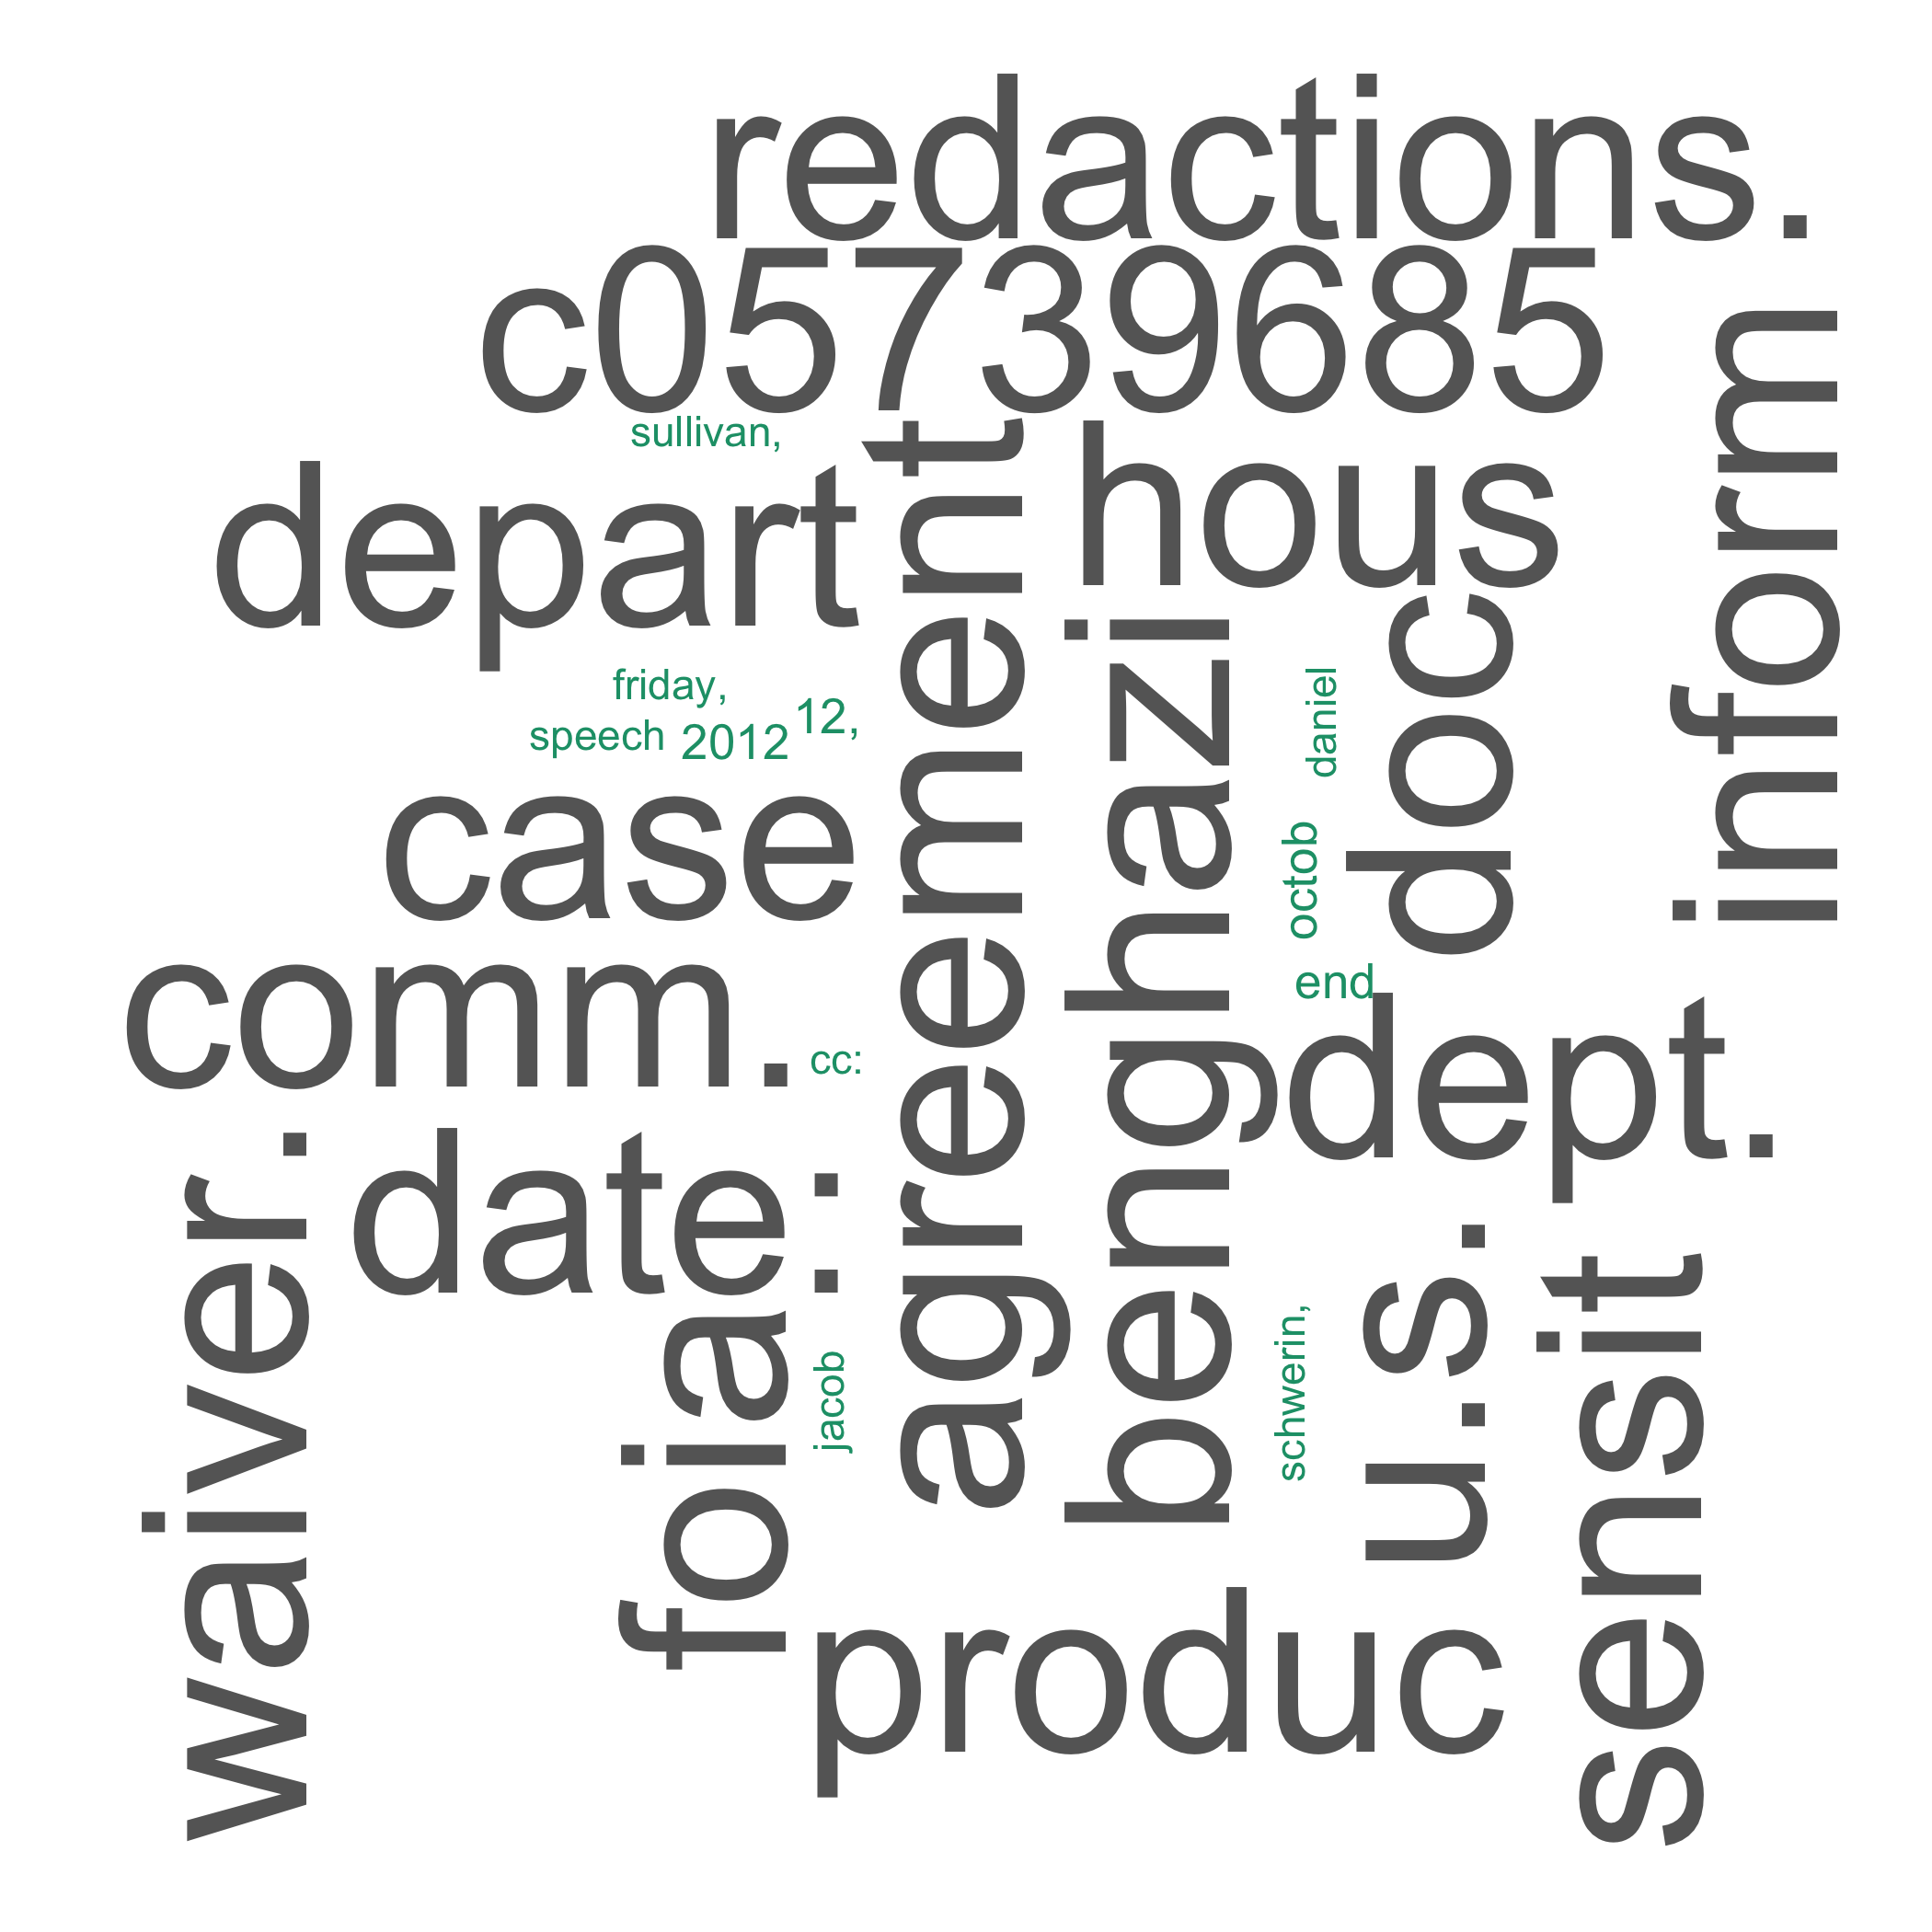 redactions.
c05739685
sullivan,
depart
agreement
hous
inform
friday,
speech
2012
12,
benghazi
daniel
doc
case
octob
end
comm.
cc:
dept.
waiver.
date:
foia
jacob
schwerin,
u.s.
sensit
produc